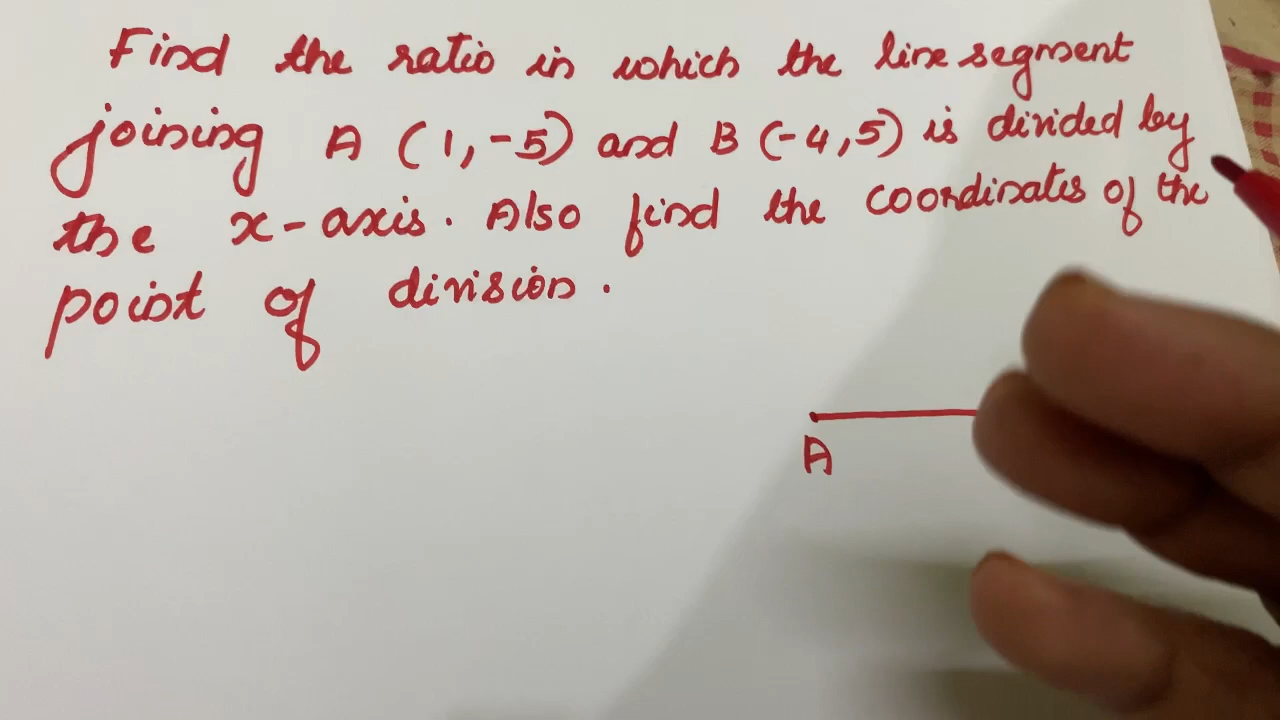 Find the ratio in which the line segment
joining A (1,-5) and B (-4,5) is divided by
the x-axis. Also find the coordinates of the
point of division.
A